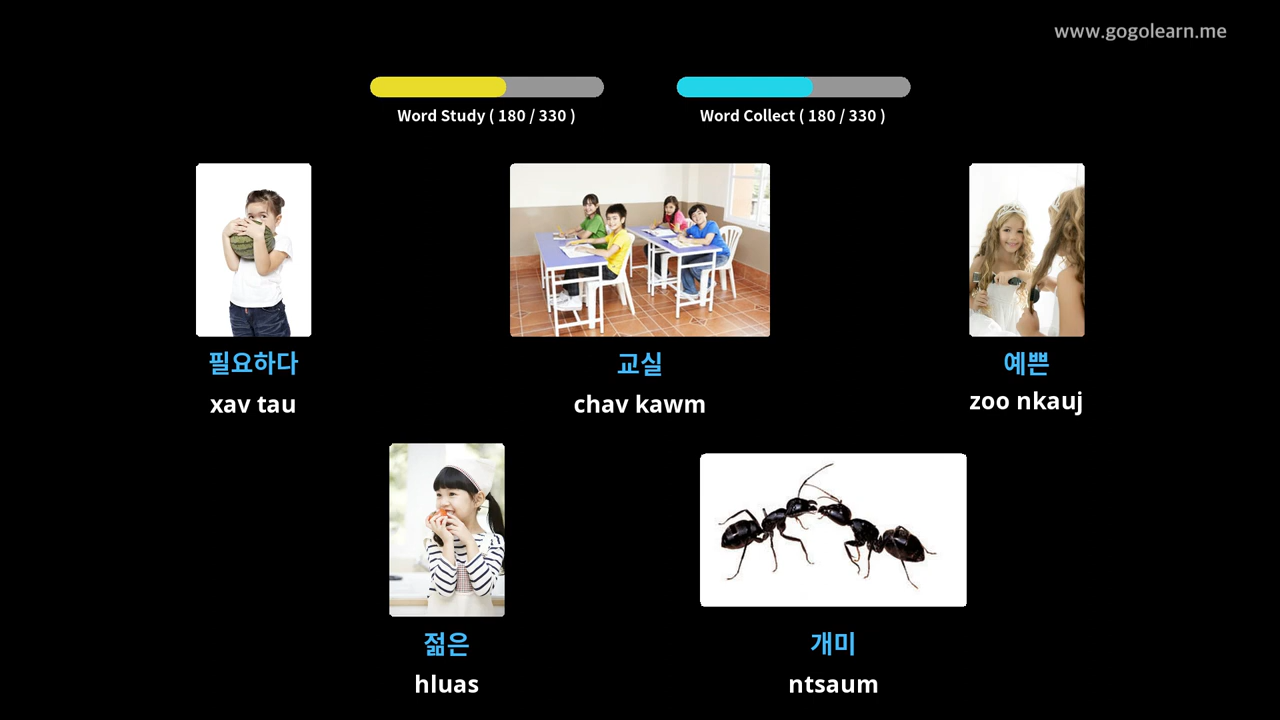 www.gogolearn.me
Word Study ( 180 / 330 )
Word Collect ( 180 / 330 )
필요하다
xav tau
교실
chav kawm
예쁜
zoo nkauj
젊은
hluas
개미
ntsaum